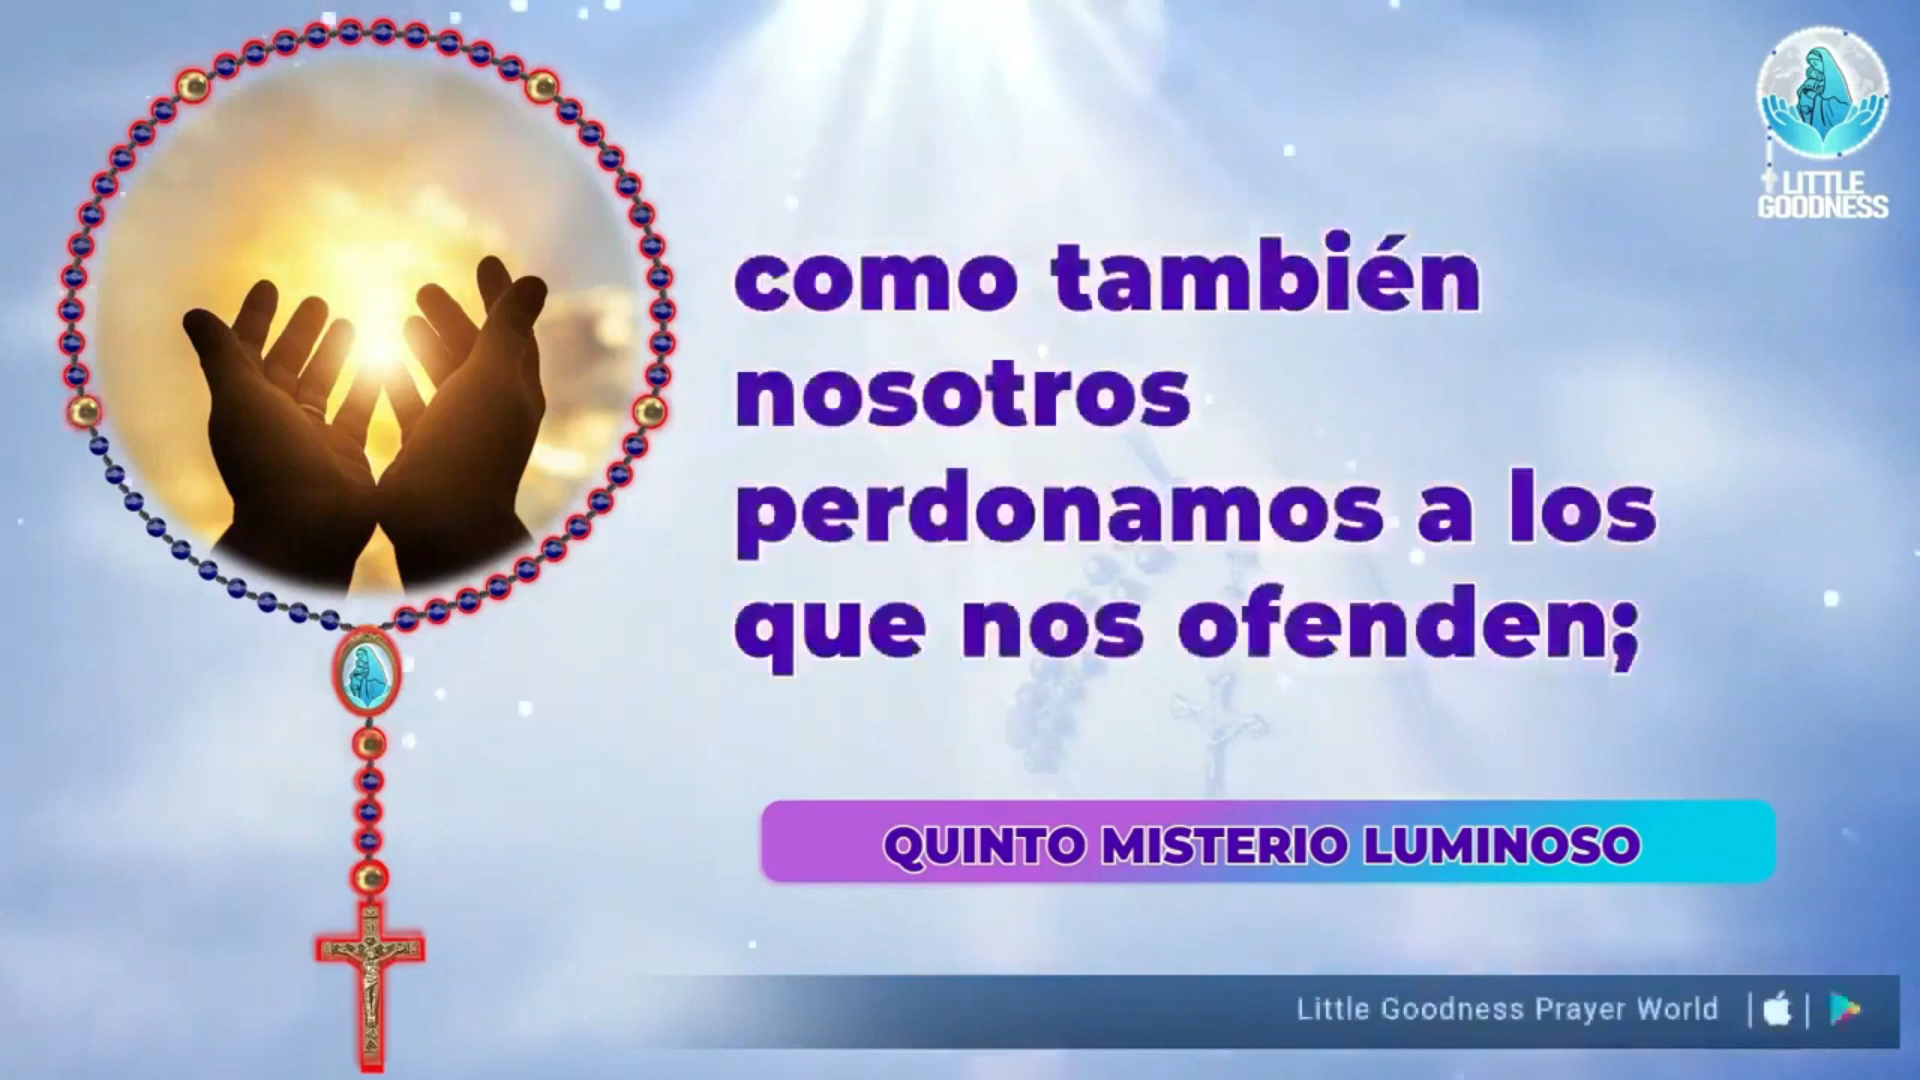 LITTLE
GOODNESS
como también
nosotros
perdonamos a los
que nos ofenden;
QUINTO MISTERIO LUMINOSO
Little Goodness Prayer World